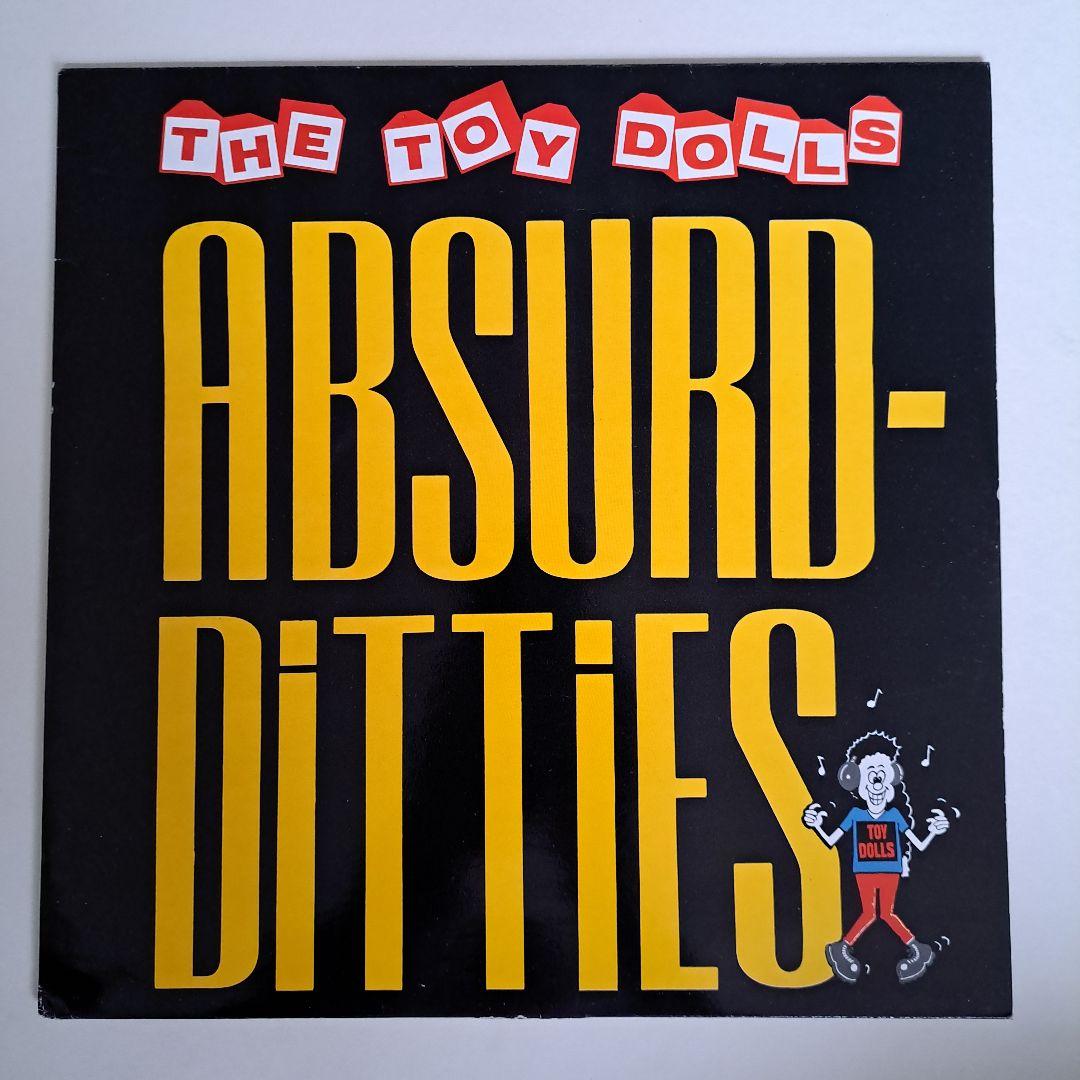 THE TOY DOLLS
ABSURD-
DiTTiES
TOY
DOLLS